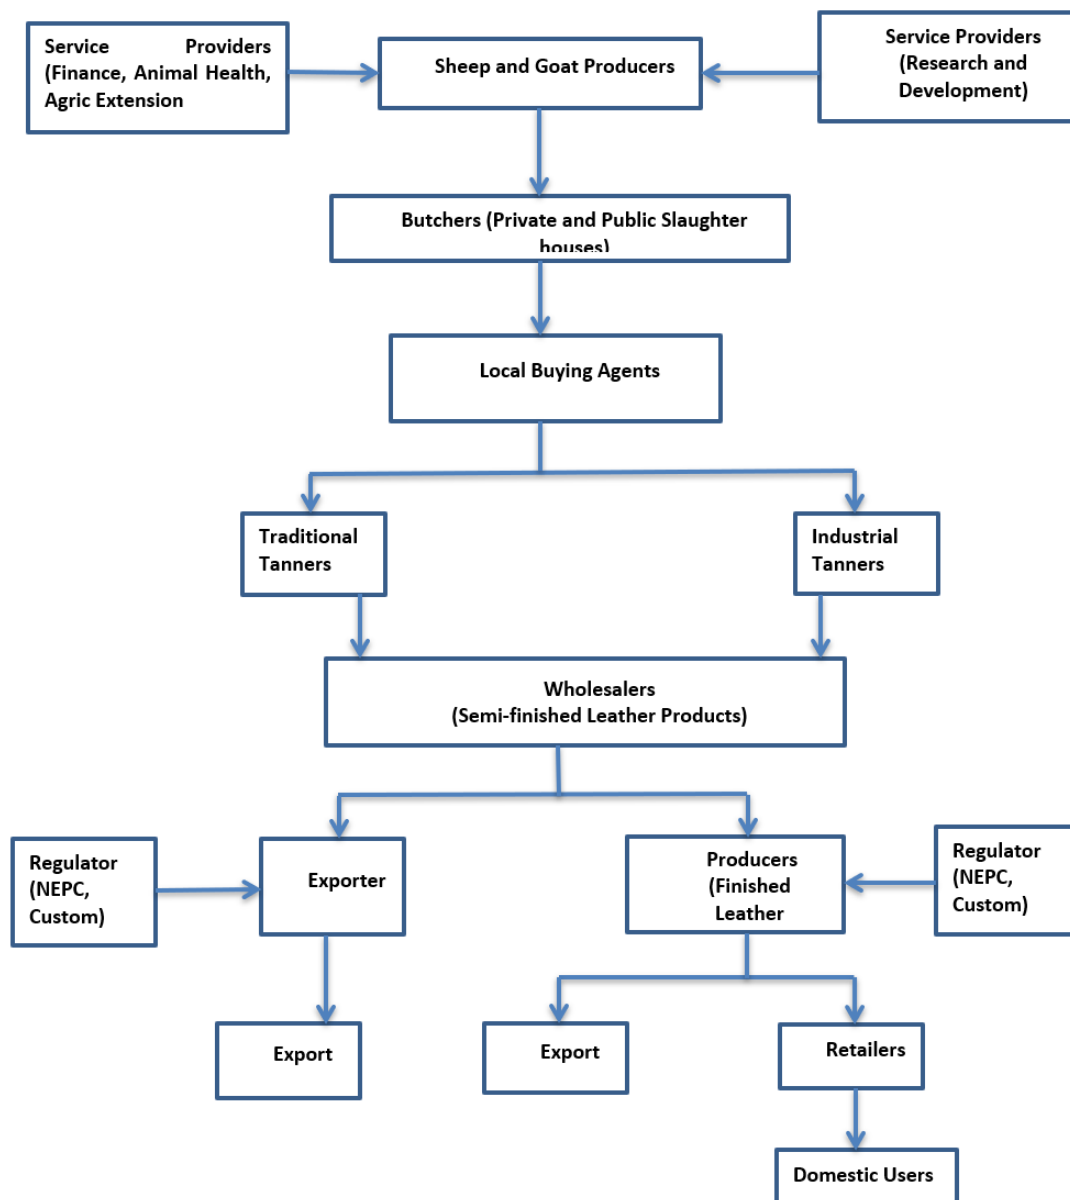 Service Providers
(Finance, Animal Health,
Agric Extension
Sheep and Goat Producers
Service Providers
(Research and
Development)
Butchers (Private and Public Slaughter
houses)
Local Buying Agents
Traditional
Tanners
Industrial
Tanners
Wholesalers
(Semi-finished Leather Products)
Regulator
(NEPC,
Custom)
Exporter
Producers
(Finished
Leather
Regulator
(NEPC,
Custom)
Export
Export
Retailers
Domestic Users